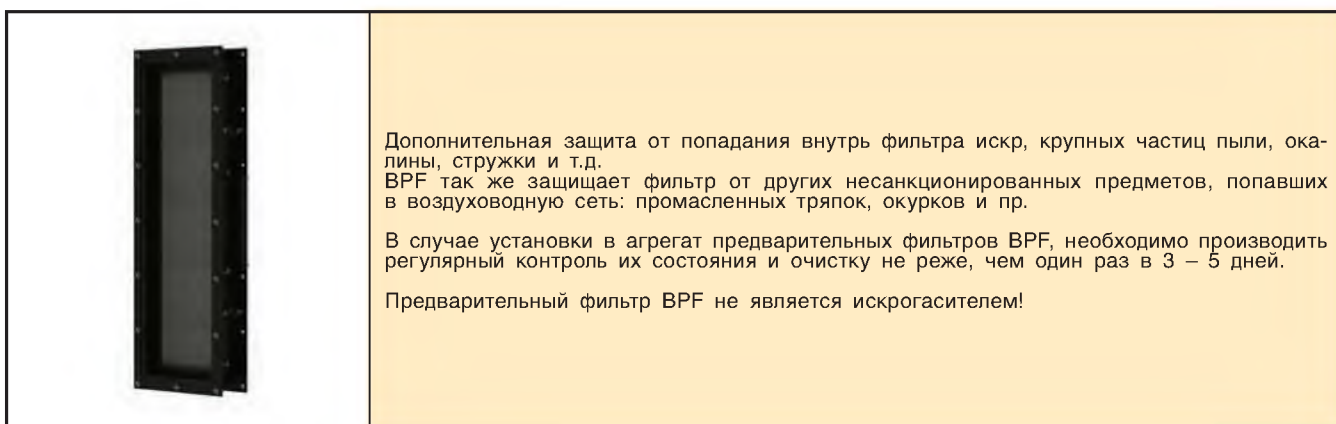 Дополнительная защита от попадания внутрь фильтра искр, крупных частиц пыли, ока-
лины, стружки и т.д.
BPF так же защищает фильтр от других несанкционированных предметов, попавших
в воздуховодную сеть: промасленных тряпок, окурков и пр.
В случае установки в агрегат предварительных фильтров BPF, необходимо производить
регулярный контроль их состояния и очистку не реже, чем один раз в 3 – 5 дней.
Предварительный фильтр BPF не является искрогасителем!